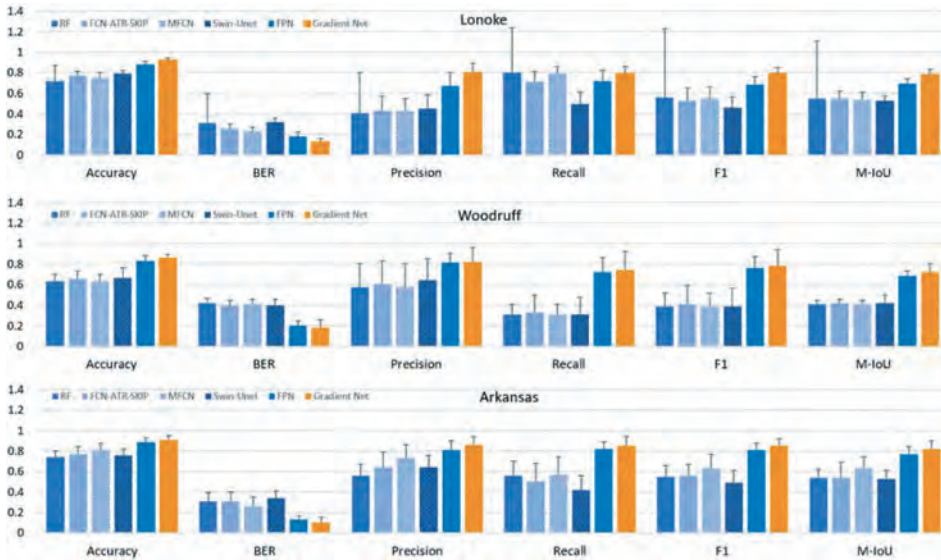 1.4
RF FCN-ATR-SKIP MFCN Swin-Unet FPN Gradient Net
Lonoke
1.2
1
0.8
0.6
0.4
0.2
0
Accuracy BER Precision Recall F1 M-IoU
1.4
RF FCN-ATR-SKIP MFCN Swin-Unet FPN Gradient Net
Woodruff
1.2
1
0.8
0.6
0.4
0.2
0
Accuracy BER Precision Recall F1 M-IoU
1.4
RF FCN-ATR-SKIP MFCN Swin-Unet FPN Gradient Net
Arkansas
1.2
1
0.8
0.6
0.4
0.2
0
Accuracy BER Precision Recall F1 M-IoU